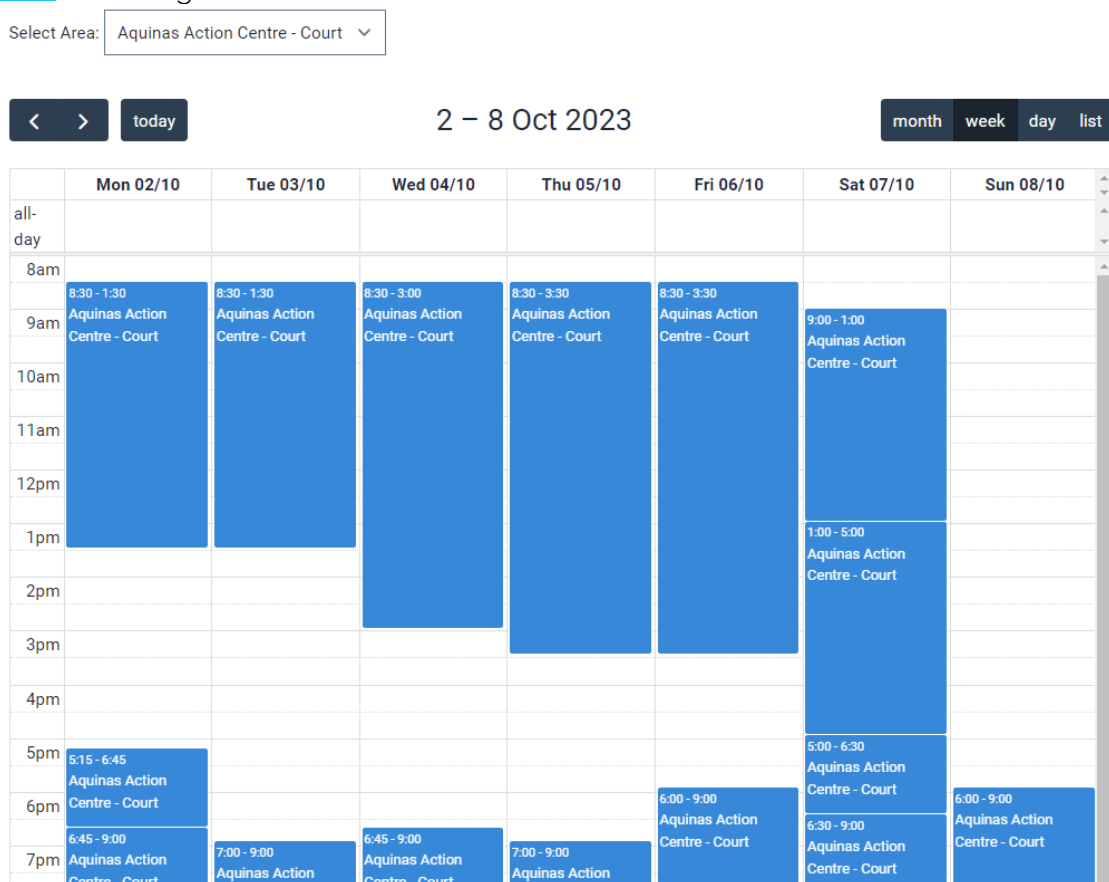 Select Area: Aquinas Action Centre - Court
today
2 – 8 Oct 2023
month week day list
Mon 02/10 Tue 03/10 Wed 04/10 Thu 05/10 Fri 06/10 Sat 07/10 Sun 08/10
all-
day
8am
8:30 - 1:30
Aquinas Action
Centre - Court
8:30 - 1:30
Aquinas Action
Centre - Court
8:30 - 3:00
Aquinas Action
Centre - Court
8:30 - 3:30
Aquinas Action
Centre - Court
8:30 - 3:30
Aquinas Action
Centre - Court
9am
9:00 - 1:00
Aquinas Action
Centre - Court
10am
11am
12pm
1pm
1:00 - 5:00
Aquinas Action
Centre - Court
2pm
3pm
4pm
5pm
5:15 - 6:45
Aquinas Action
Centre - Court
5:00 - 6:30
Aquinas Action
Centre - Court
6pm
6:00 - 9:00
Aquinas Action
Centre - Court
6:30 - 9:00
Aquinas Action
Centre - Court
6:00 - 9:00
Aquinas Action
Centre - Court
6:45 - 9:00
Aquinas Action
Centre - Court
7:00 - 9:00
Aquinas Action
6:45 - 9:00
Aquinas Action
Centre - Court
7:00 - 9:00
Aquinas Action
7pm